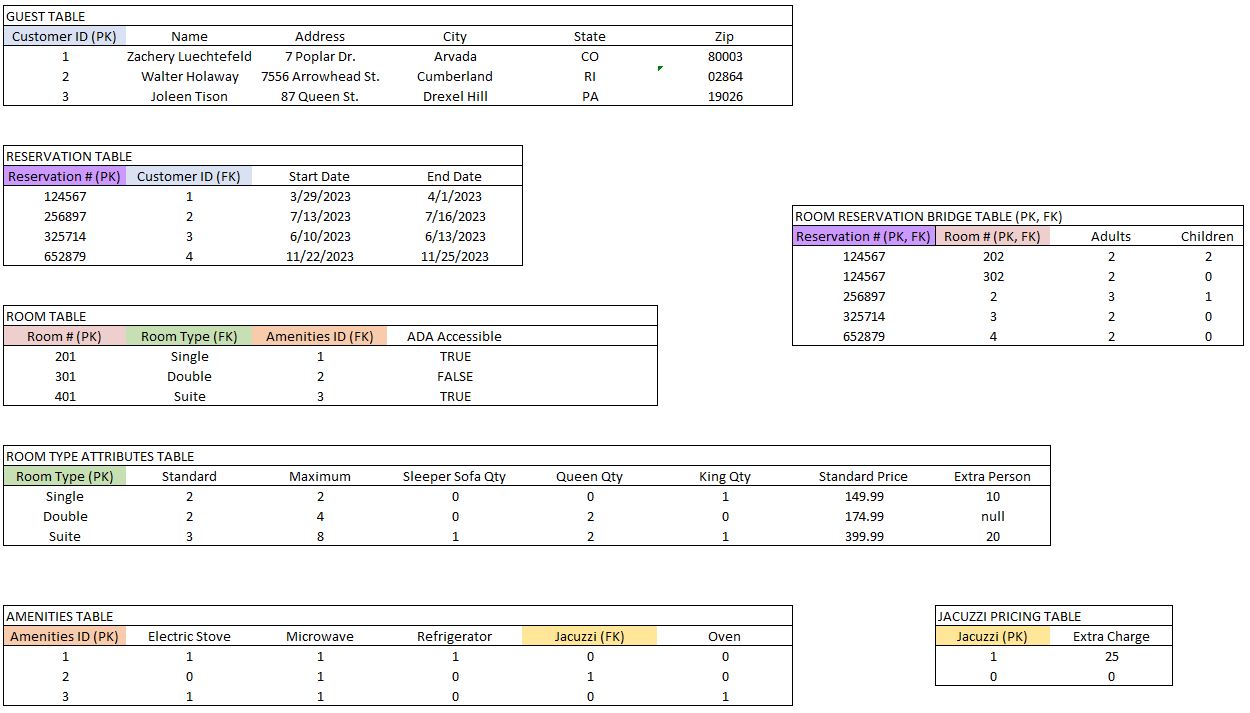 GUEST TABLE
Customer ID (PK) Name Address City State Zip
1 Zachery Luechtefeld 7 Poplar Dr. Arvada CO 80003
2 Walter Holaway 7556 Arrowhead St. Cumberland RI 02864
3 Joleen Tison 87 Queen St. Drexel Hill PA 19026
RESERVATION TABLE
Reservation # (PK) Customer ID (FK) Start Date End Date
124567 1 3/29/2023 4/1/2023
256897 2 7/13/2023 7/16/2023
325714 3 6/10/2023 6/13/2023
652879 4 11/22/2023 11/25/2023
ROOM RESERVATION BRIDGE TABLE (PK, FK)
Reservation # (PK, FK) Room # (PK, FK) Adults Children
124567 202 2 2
124567 302 2 0
256897 2 3 1
325714 3 2 0
652879 4 2 0
ROOM TABLE
Room # (PK) Room Type (FK) Amenities ID (FK) ADA Accessible
201 Single 1 TRUE
301 Double 2 FALSE
401 Suite 3 TRUE
ROOM TYPE ATTRIBUTES TABLE
Room Type (PK) Standard Maximum Sleeper Sofa Qty Queen Qty King Qty Standard Price Extra Person
Single 2 2 0 0 1 149.99 10
Double 2 4 0 2 0 174.99 null
Suite 3 8 1 2 1 399.99 20
AMENITIES TABLE
Amenities ID (PK) Electric Stove Microwave Refrigerator Jacuzzi (FK) Oven
1 1 1 1 0 0
2 0 1 0 1 0
3 1 1 0 0 1
JACUZZI PRICING TABLE
Jacuzzi (PK) Extra Charge
1 25
0 0